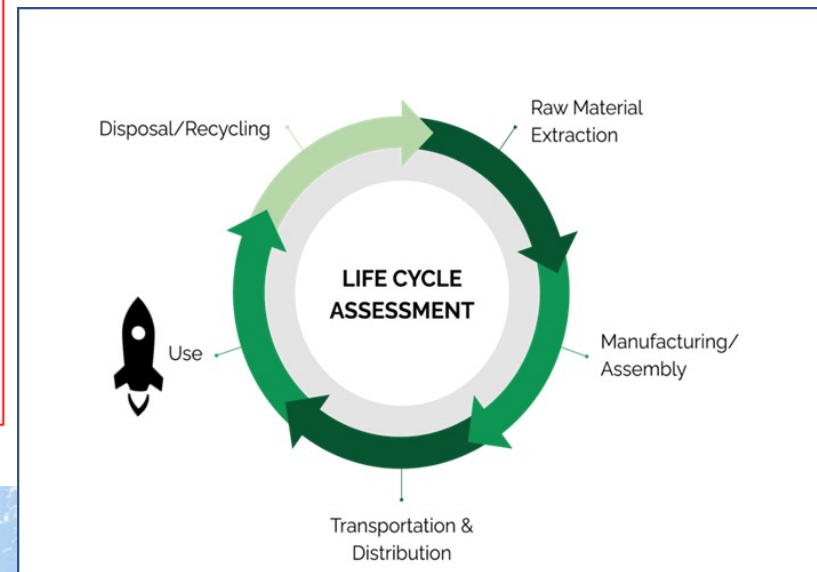 Disposal/Recycling
Raw Material
Extraction
LIFE CYCLE
ASSESSMENT
Use
Manufacturing/
Assembly
Transportation &
Distribution